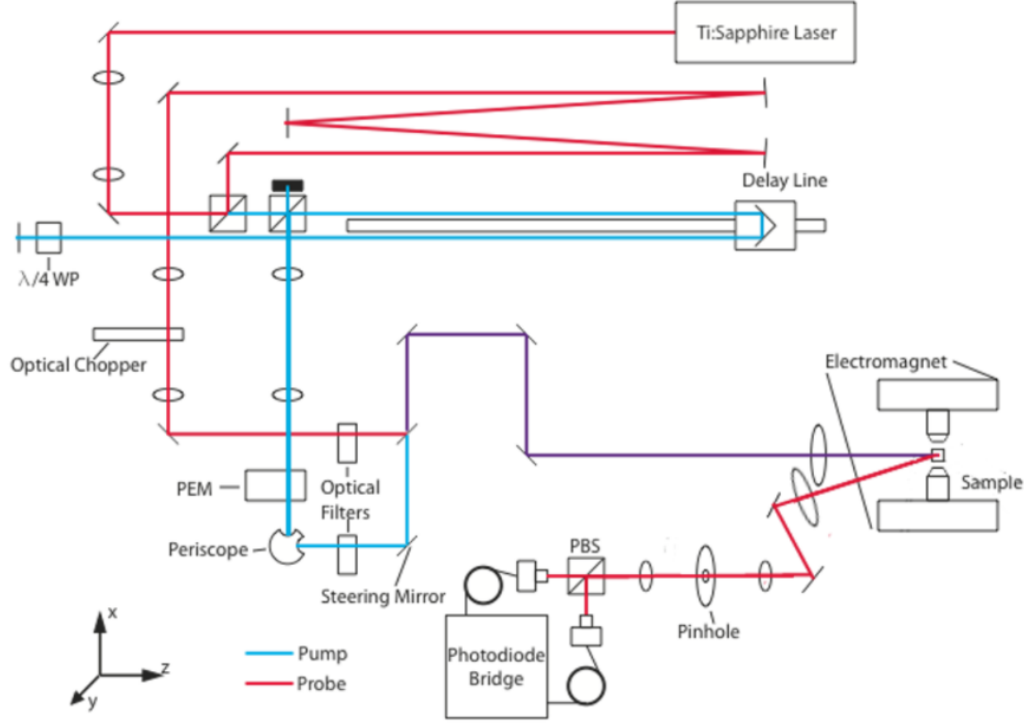 Ti:Sapphire Laser
Delay Line
λ/4 WP
Optical Chopper
Electromagnet
PEM
Optical
Filters
Sample
Periscope
PBS
Steering Mirror
Pinhole
x
z
y
Pump
Probe
Photodiode
Bridge